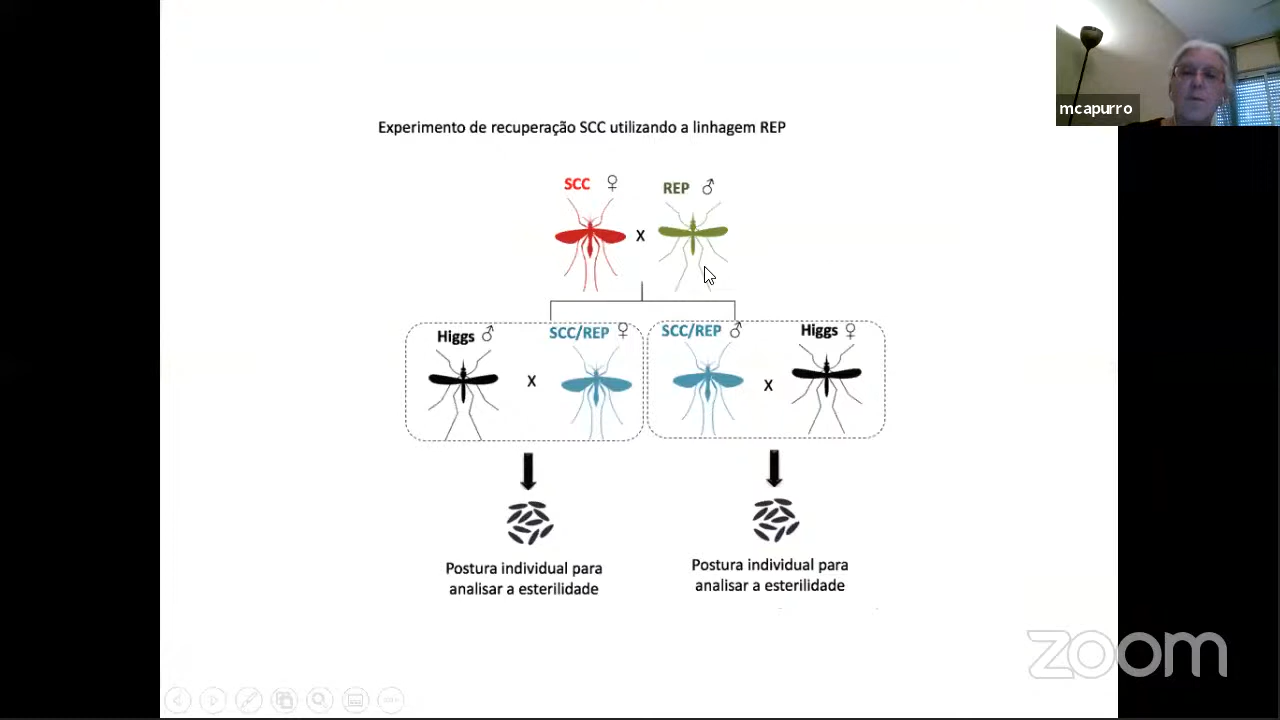 mcapurro
Experimento de recuperação SCC utilizando a linhagem REP
SCC ♀
REP ♂
X
Higgs ♂
SCC/REP ♀
SCC/REP ♂
Higgs ♀
X
X
Postura individual para
analisar a esterilidade
Postura individual para
analisar a esterilidade
zoom